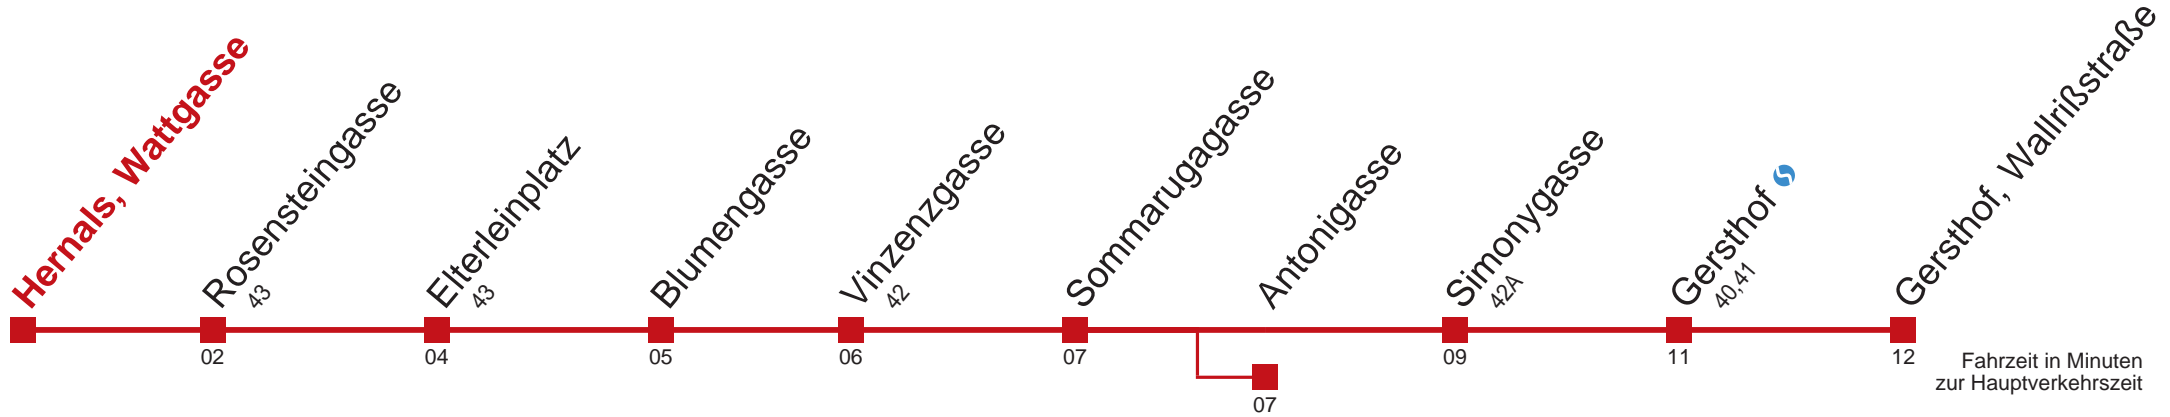 Hernals, Wattgasse
Rosensteingasse
43
Elterleinplatz
43
Blumengasse
Vinzenzgasse
42
Sommarugagasse
Antonigasse
Simonygasse
42A
Gersthof
40,41
Gersthof, Wallrißstraße
02
04
05
06
07
09
11
12
07
Fahrzeit in Minuten
zur Hauptverkehrszeit